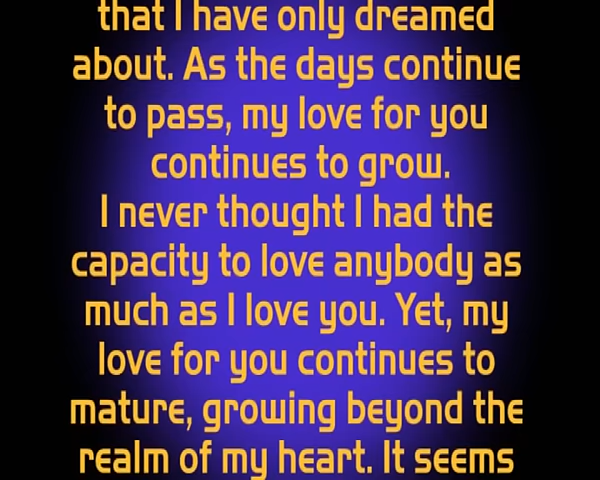 that I have only dreamed
about. As the days continue
to pass, my love for you
continues to grow.
I never thought I had the
capacity to love anybody as
much as I love you. Yet, my
love for you continues to
mature, growing beyond the
realm of my heart. It seems